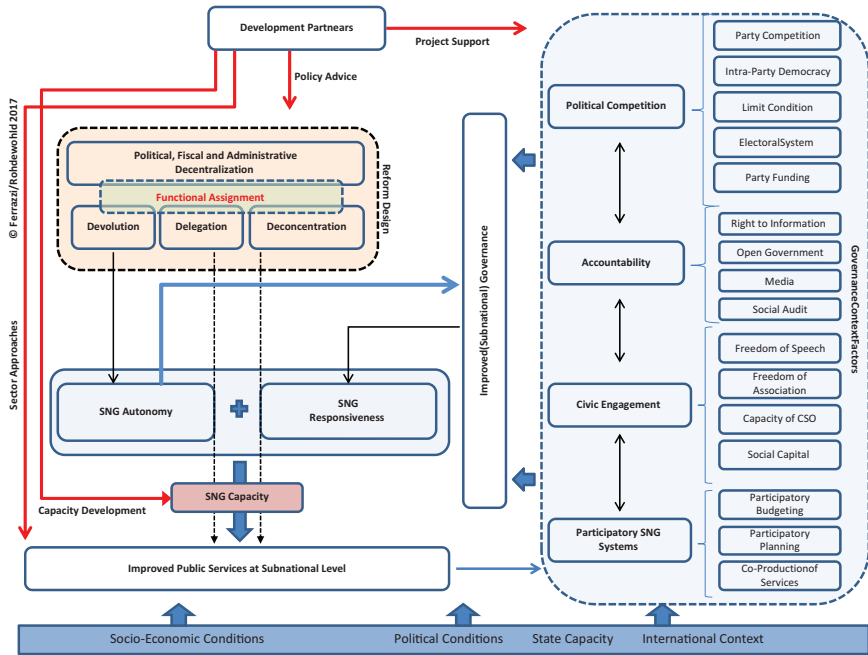 Development Partnears
Project Support
Policy Advice
© Ferrazzi/Rohdewohld 2017
Political, Fiscal and Administrative
Decentralization
Functional Assignment
Devolution
Delegation
Deconcentration
Reform Design
Sector Approaches
SNG Autonomy
SNG
Responsiveness
SNG Capacity
Capacity Development
Improved Public Services at Subnational Level
Improved(Subnational) Governance
Political Competition
Accountability
Civic Engagement
Participatory SNG
Systems
Party Competition
Intra-Party Democracy
Limit Condition
ElectoralSystem
Party Funding
Right to Information
Open Government
Media
Social Audit
Freedom of Speech
Freedom of
Association
Capacity of CSO
Social Capital
Participatory
Budgeting
Participatory
Planning
Co-Productionof
Services
GovernanceContextFactors
Socio-Economic Conditions
Political Conditions
State Capacity
International Context